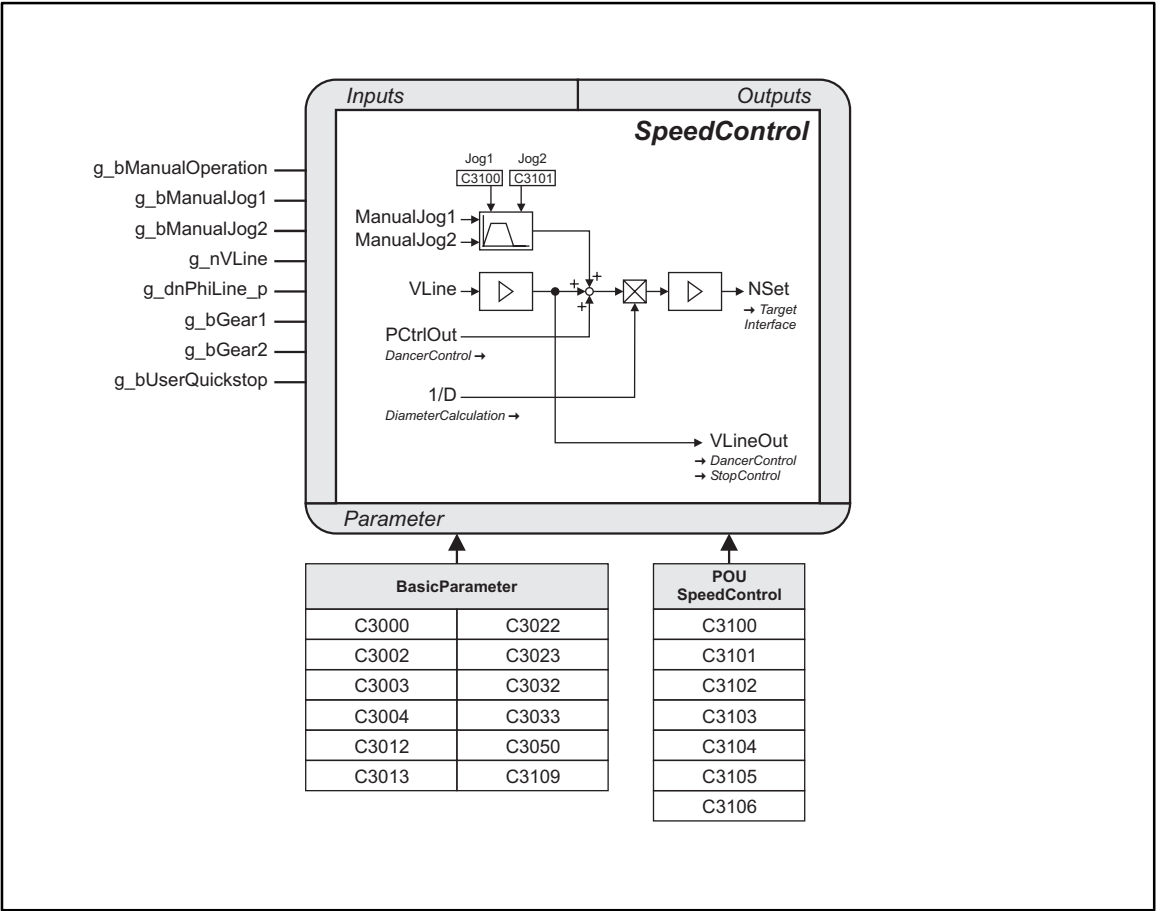 Inputs
Outputs
SpeedControl
g_bManualOperation
g_bManualJog1
g_bManualJog2
g_nVLine
g_dnPhiLine_p
g_bGear1
g_bGear2
g_bUserQuickstop
Jog1 Jog2
C3100 C3101
ManualJog1
ManualJog2
VLine
+
+
+
NSet
→ Target
Interface
PCtrlOut
DancerControl →
1/D
DiameterCalculation →
VLineOut
→ DancerControl
→ StopControl
Parameter
BasicParameter
C3000 C3022
C3002 C3023
C3003 C3032
C3004 C3033
C3012 C3050
C3013 C3109
POU
SpeedControl
C3100
C3101
C3102
C3103
C3104
C3105
C3106